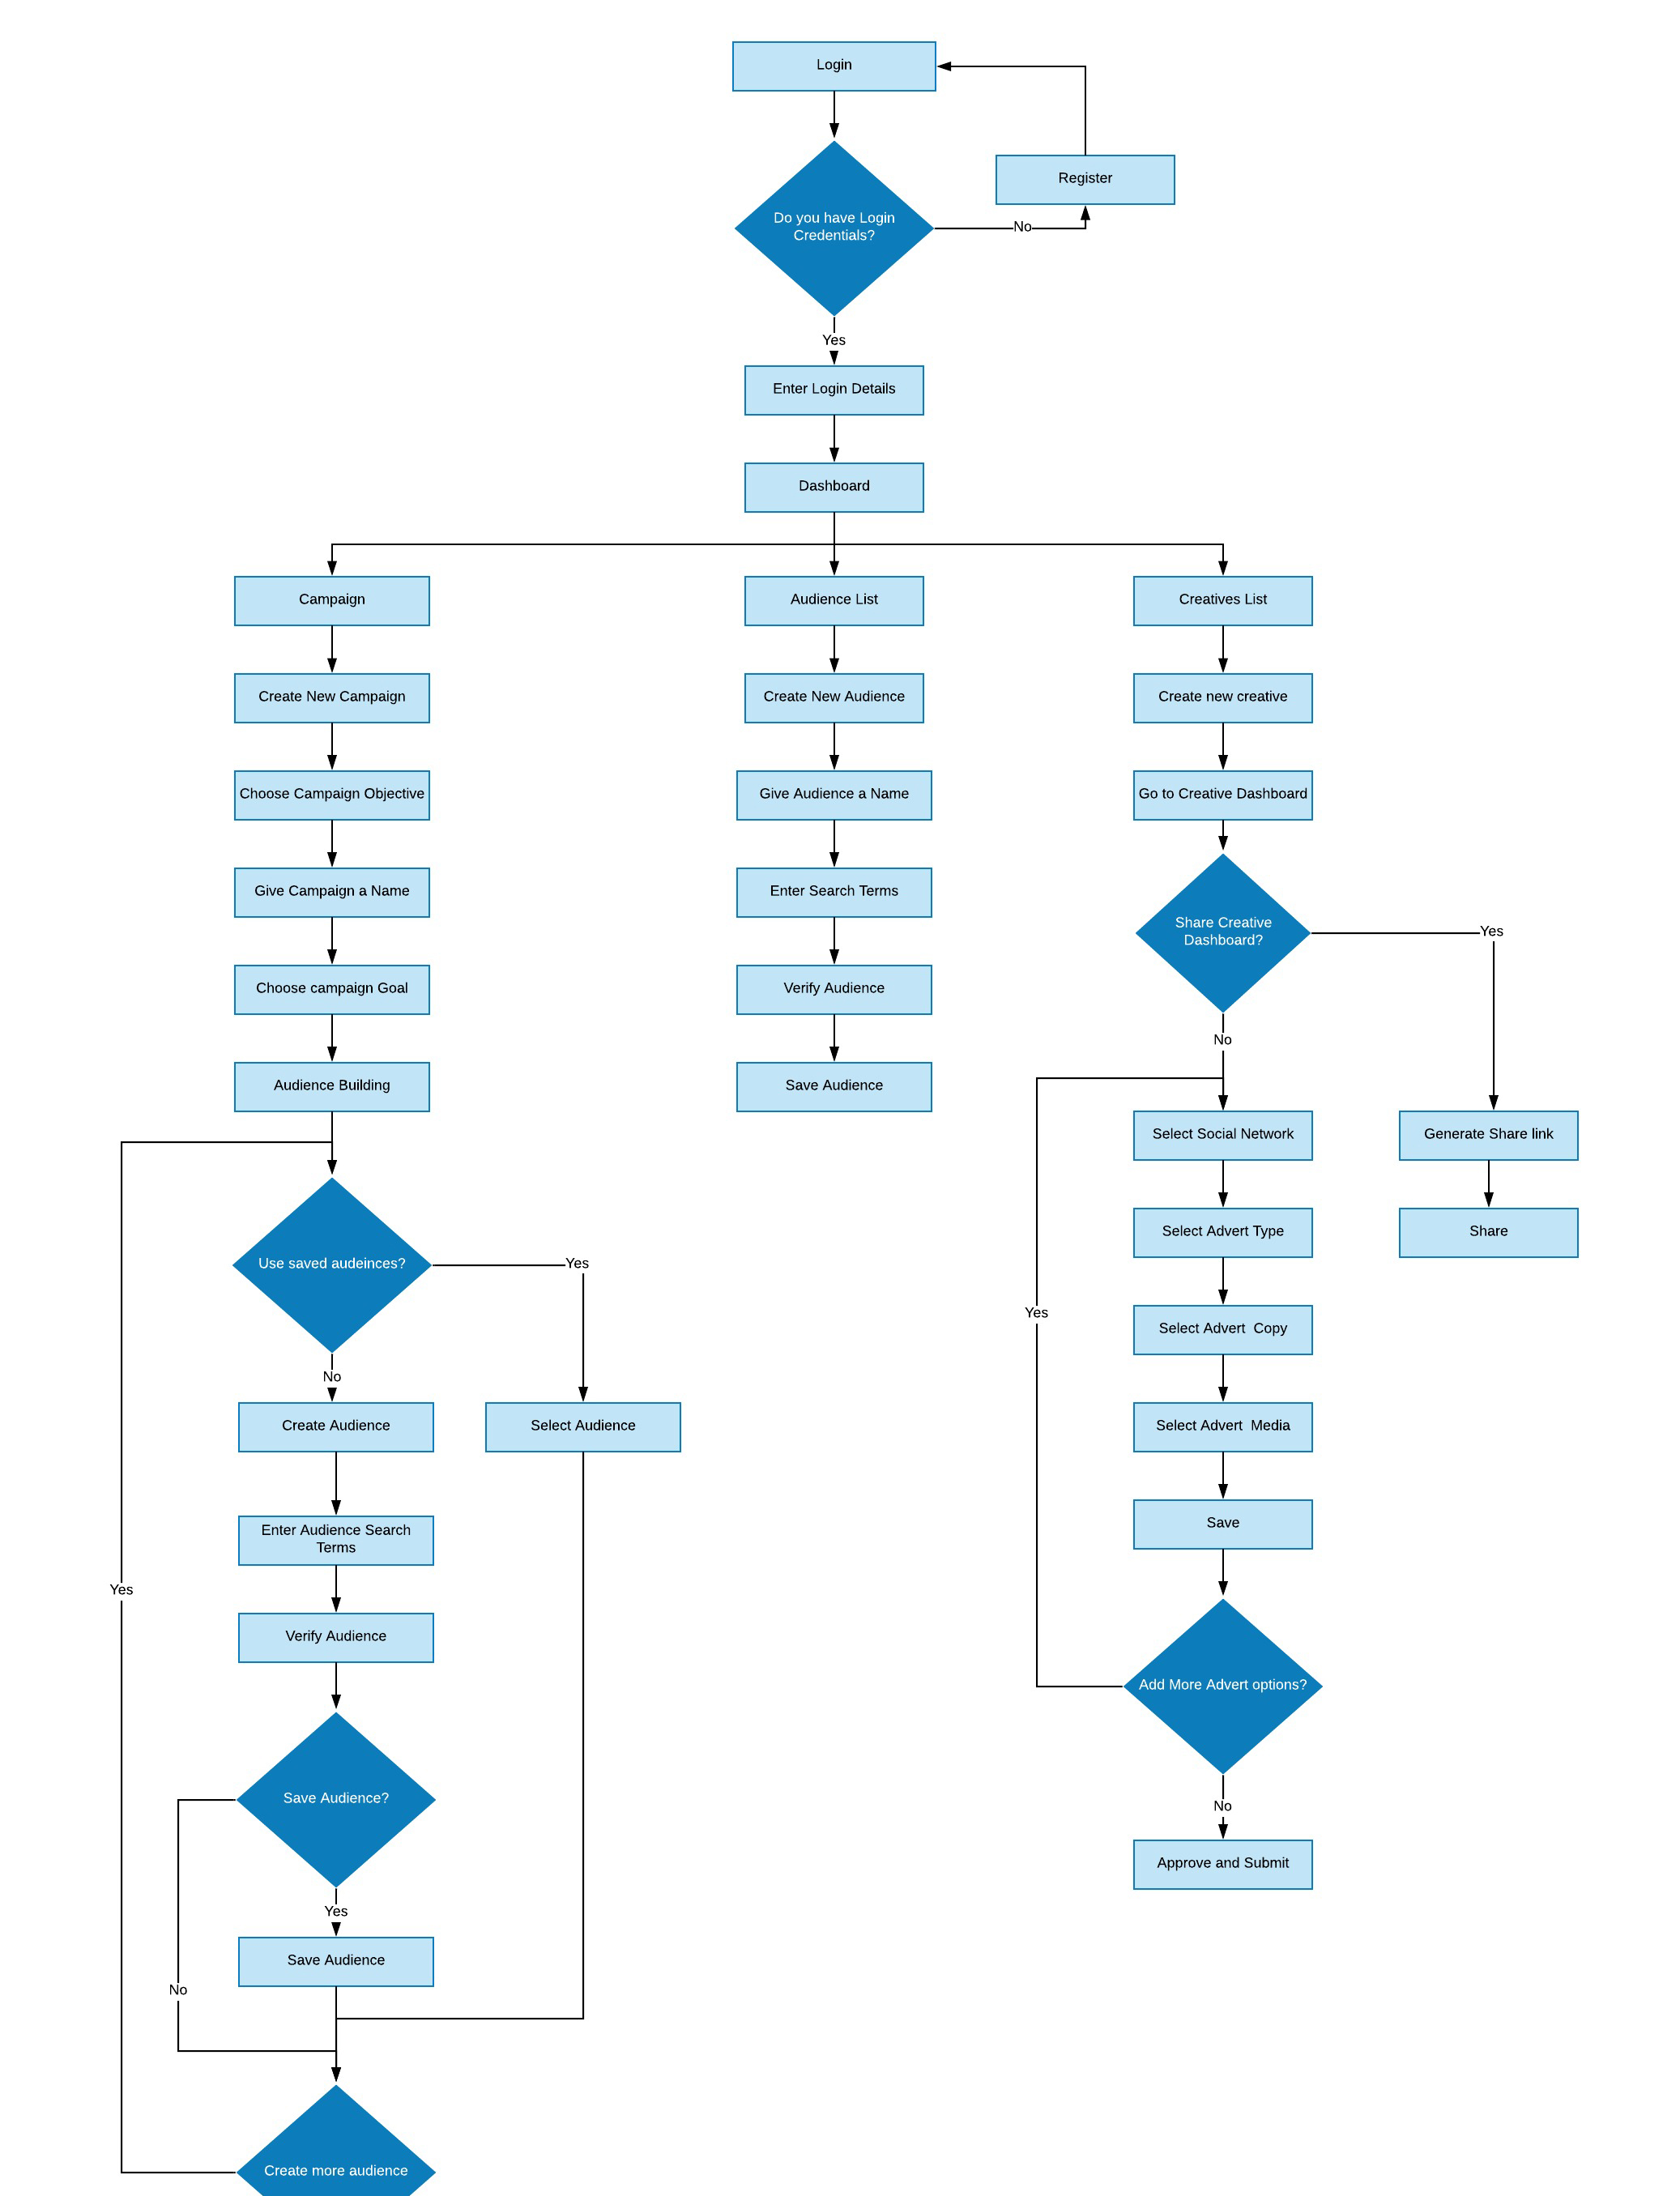 Login
Register
Do you have Login
Credentials?
No
Yes
Enter Login Details
Dashboard
Campaign
Audience List
Creatives List
Create New Campaign
Create New Audience
Create new creative
Choose Campaign Objective
Give Audience a Name
Go to Creative Dashboard
Give Campaign a Name
Enter Search Terms
Share Creative
Dashboard?
Yes
Choose campaign Goal
Verify Audience
No
Audience Building
Save Audience
Select Social Network
Generate Share link
Select Advert Type
Share
Use saved audeinces?
Yes
Yes
Select Advert  Copy
No
Create Audience
Select Audience
Select Advert  Media
Enter Audience Search
Terms
Save
Yes
Verify Audience
Add More Advert options?
Save Audience?
No
Approve and Submit
Yes
Save Audience
No
Create more audience